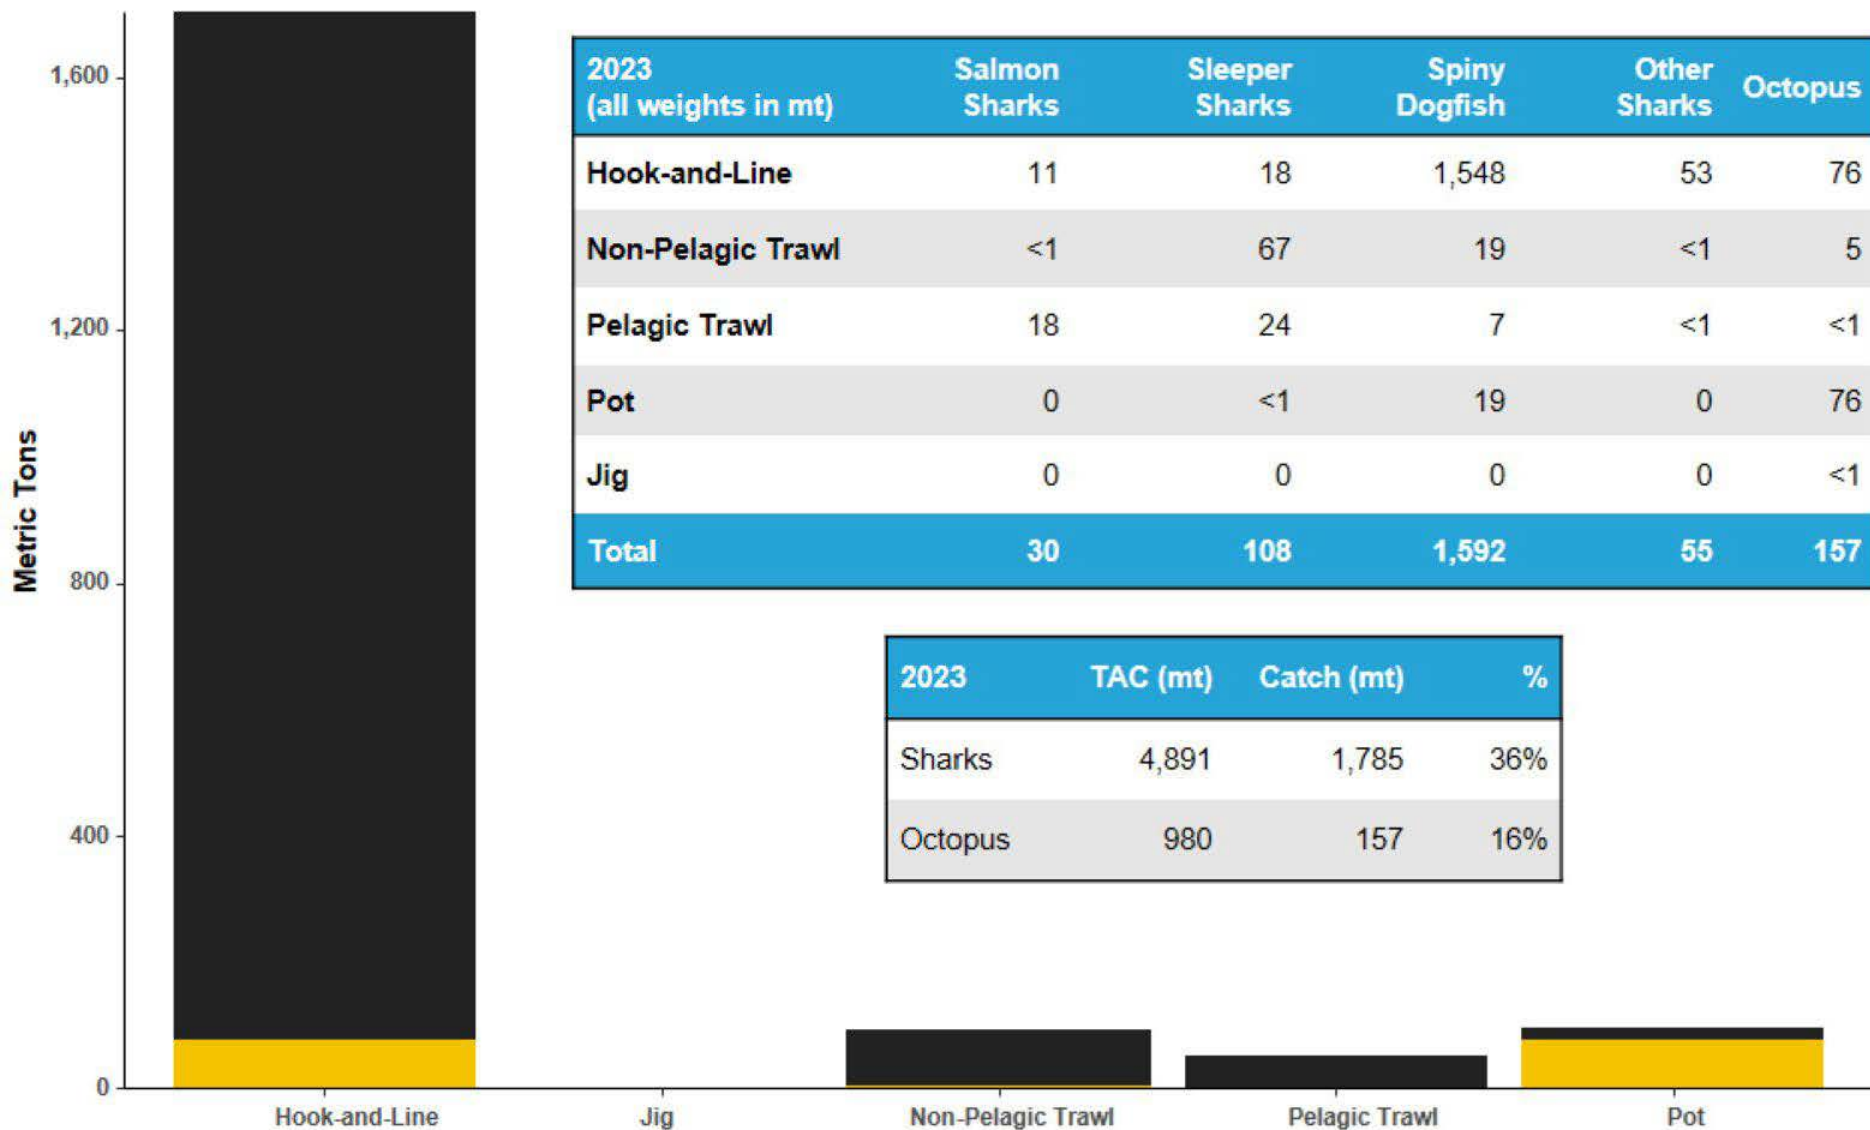 Metric Tons
1,600
1,200
800
400
0
Hook-and-Line Jig Non-Pelagic Trawl Pelagic Trawl Pot
2023 Salmon Sleeper Spiny Other Octopus
(all weights in mt) Sharks Sharks Dogfish Sharks
Hook-and-Line 11 18 1,548 53 76
Non-Pelagic Trawl <1 67 19 <1 5
Pelagic Trawl 18 24 7 <1 <1
Pot 0 <1 19 0 76
Jig 0 0 0 0 <1
Total 30 108 1,592 55 157
2023 TAC (mt) Catch (mt) %
Sharks 4,891 1,785 36%
Octopus 980 157 16%